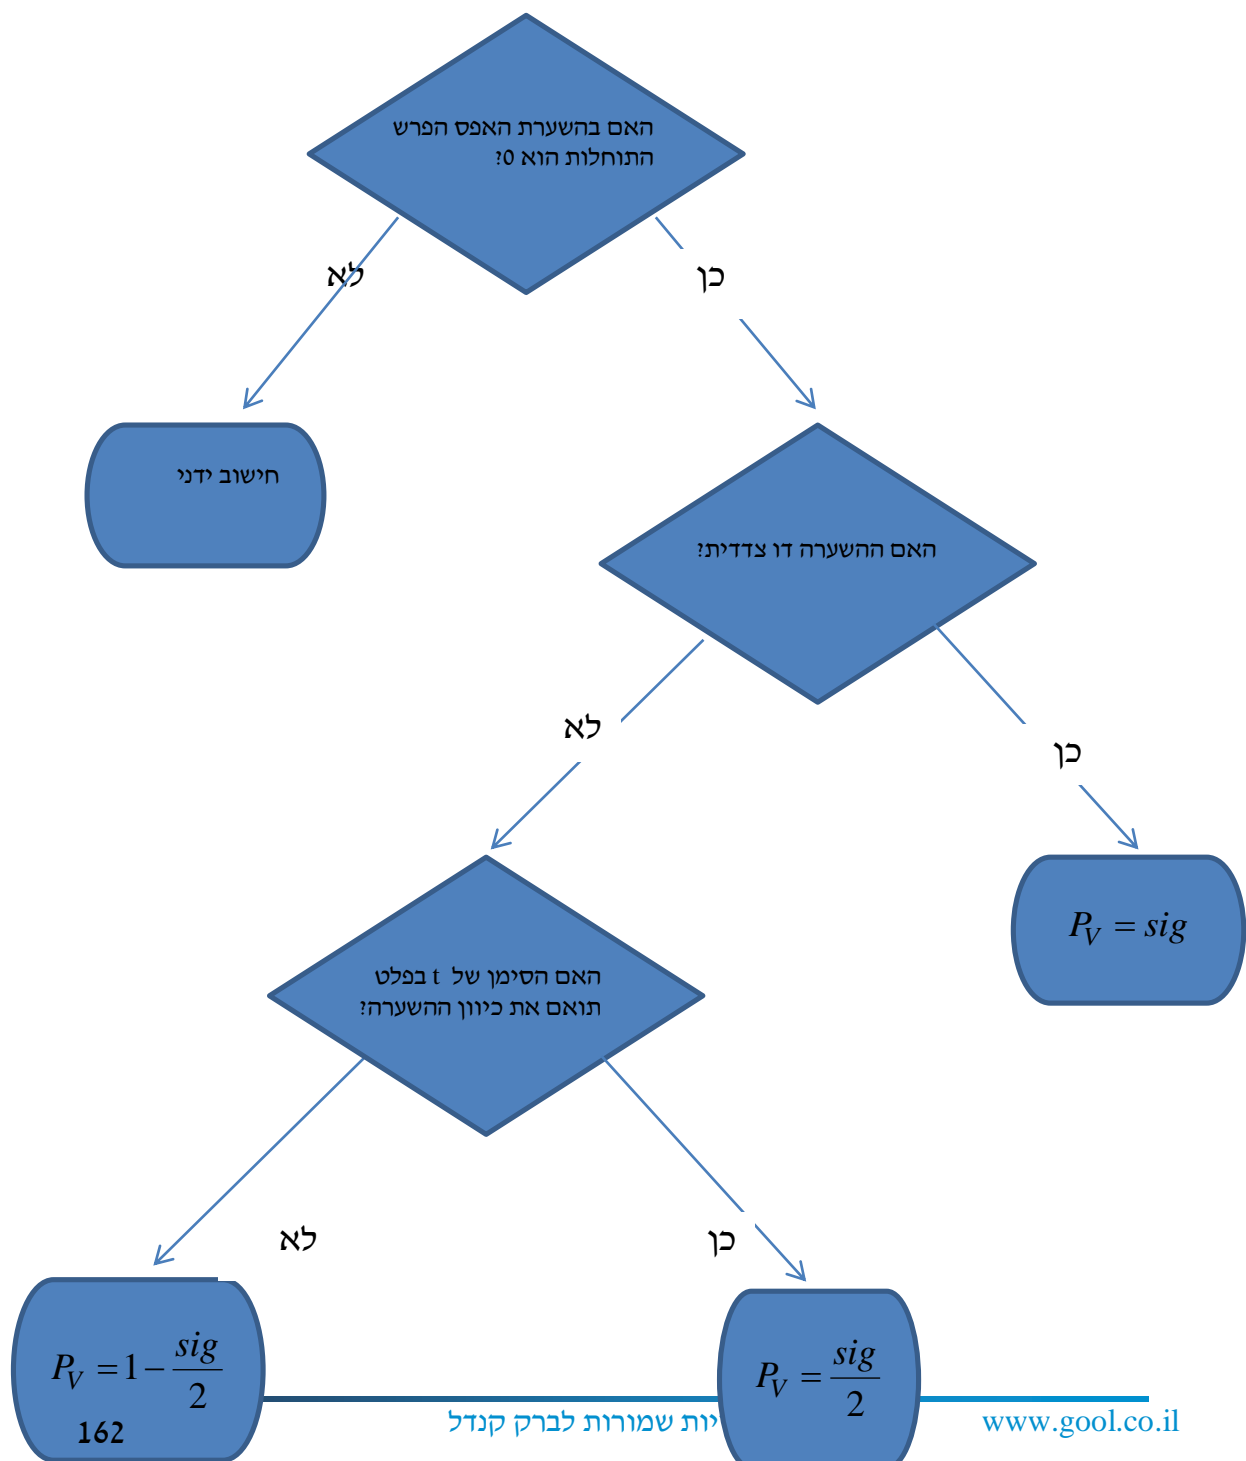 האם בהשערת האפס הפרש
התוחלות הוא 0?
לא
כן
חישוב ידני
האם ההשערה דו צדדית?
לא
כן
P_V = sig
האם הסימן של t בפלט
תואם את כיוון ההשערה?
לא
כן
P_V = 1 - sig/2
P_V = sig/2
162
יות שמורות לברק קנדל
www.gool.co.il